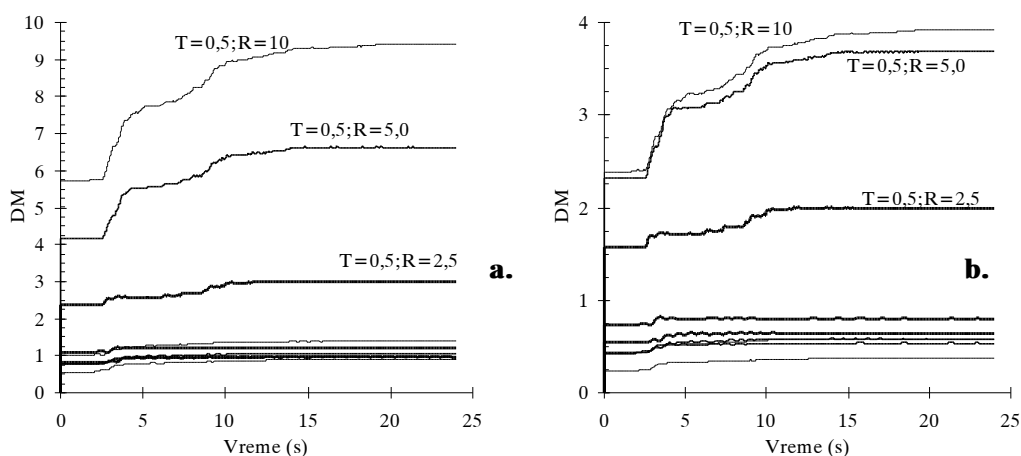 10
9
8
7
6
5
4
3
2
1
0
DM
T=0,5;R=10
T=0,5;R=5,0
T=0,5;R=2,5
a.
0 5 10 15 20 25
Vreme (s)
4
3
2
1
0
DM
T=0,5;R=10
T=0,5;R=5,0
T=0,5;R=2,5
b.
0 5 10 15 20 25
Vreme (s)